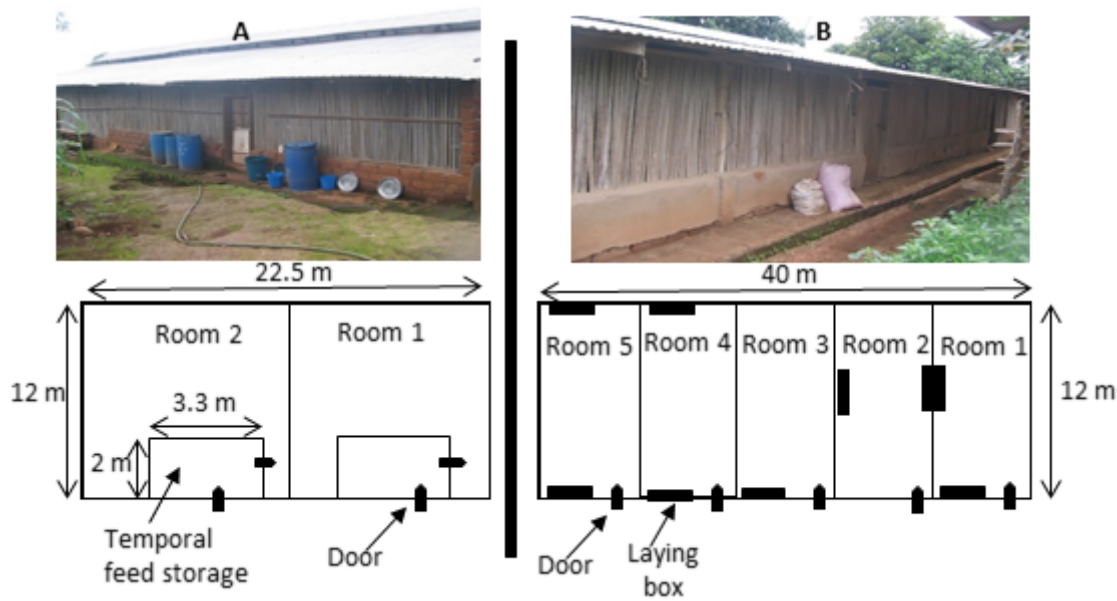 A
B
22.5 m
40 m
Room 2
Room 1
12 m
3.3 m
2 m
Temporal
feed storage
Door
Room 5
Room 4
Room 3
Room 2
Room 1
12 m
Door
Laying
box